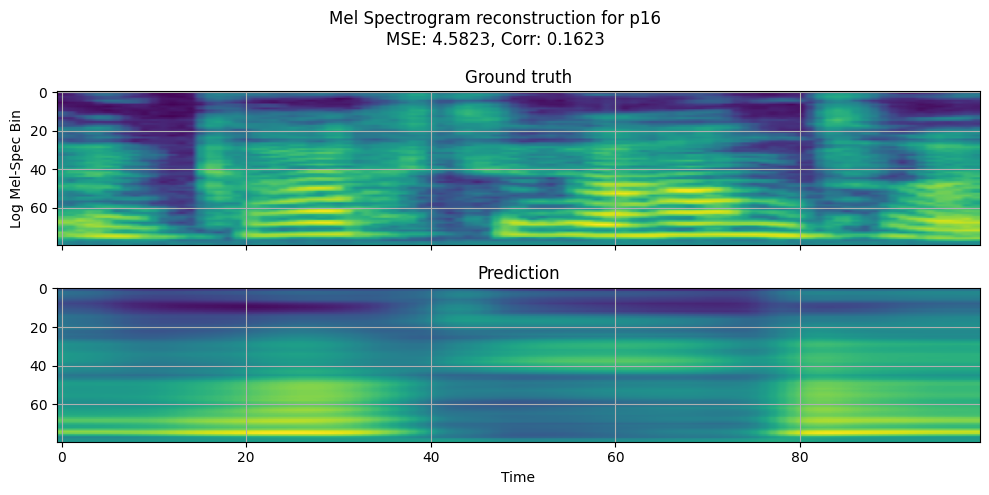 Mel Spectrogram reconstruction for p16
MSE: 4.5823, Corr: 0.1623
Ground truth
Log Mel-Spec Bin
0
20
40
60
Prediction
0
20
40
60
0 20 40 60 80
Time